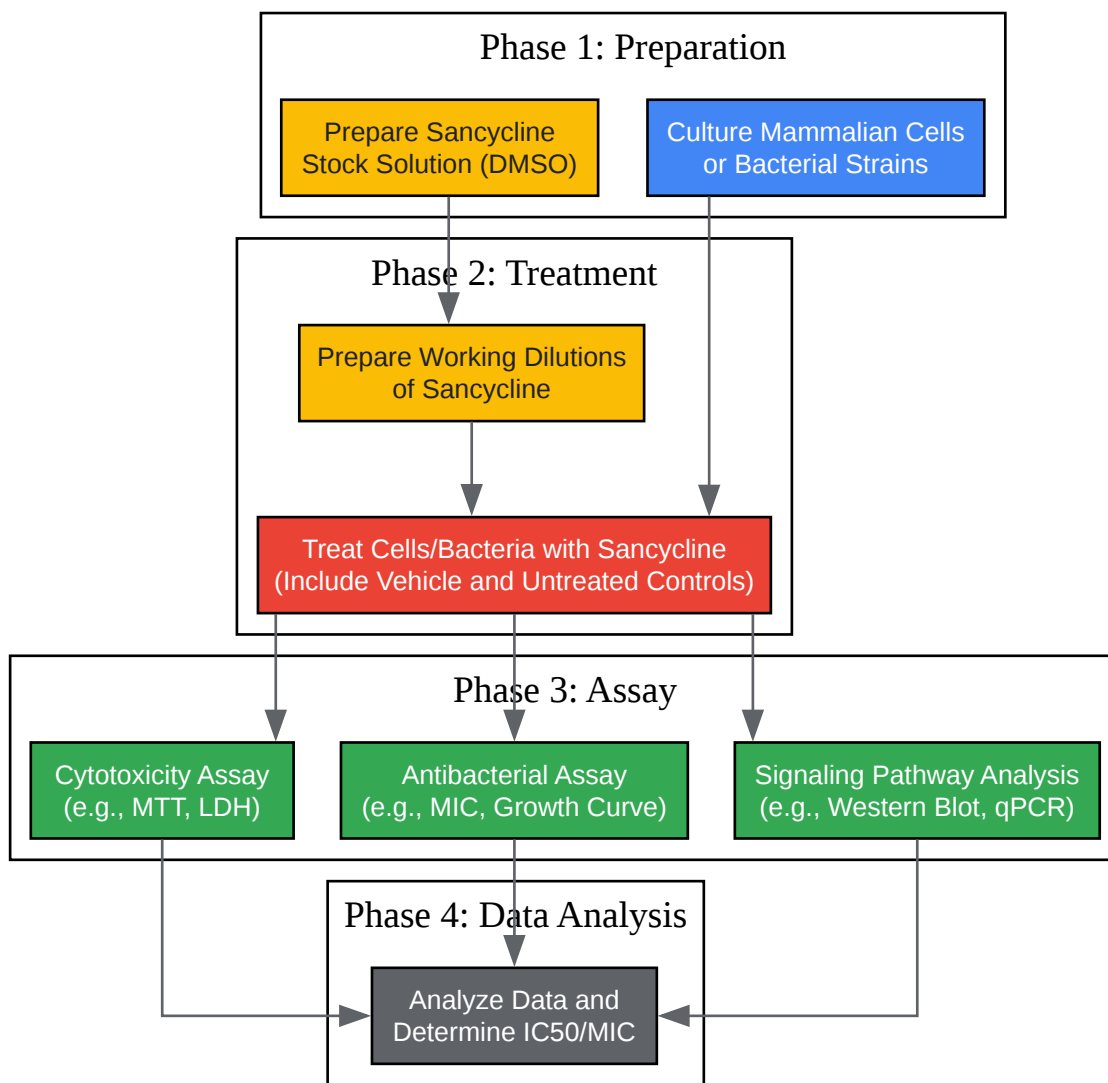 Phase 1: Preparation
Prepare Sancycline
Stock Solution (DMSO)
Culture Mammalian Cells
or Bacterial Strains
Phase 2: Treatment
Prepare Working Dilutions
of Sancycline
Treat Cells/Bacteria with Sancycline
(Include Vehicle and Untreated Controls)
Phase 3: Assay
Cytotoxicity Assay
(e.g., MTT, LDH)
Antibacterial Assay
(e.g., MIC, Growth Curve)
Signaling Pathway Analysis
(e.g., Western Blot, qPCR)
Phase 4: Data Analysis
Analyze Data and
Determine IC50/MIC